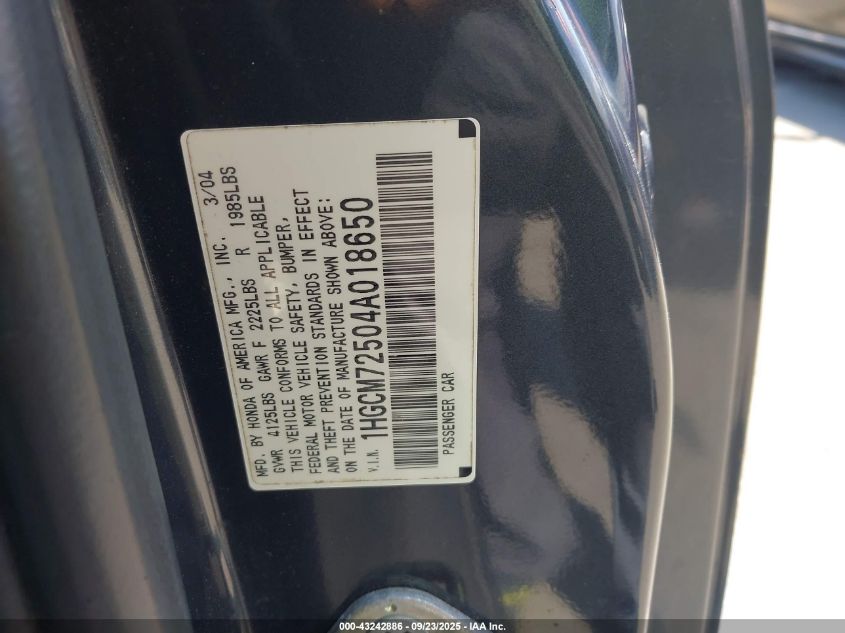 MFD. BY HONDA OF AMERICA MFG., INC. 3/04
GVWR 4125LBS GAWR F 2225LBS R 1985LBS
THIS VEHICLE CONFORMS TO ALL APPLICABLE
FEDERAL MOTOR VEHICLE SAFETY, BUMPER,
AND THEFT PREVENTION STANDARDS IN EFFECT
ON THE DATE OF MANUFACTURE SHOWN ABOVE:
V.I.N. 1HGCM72504A018650
PASSENGER CAR
000-43242886 - 09/23/2025 - IAA Inc.